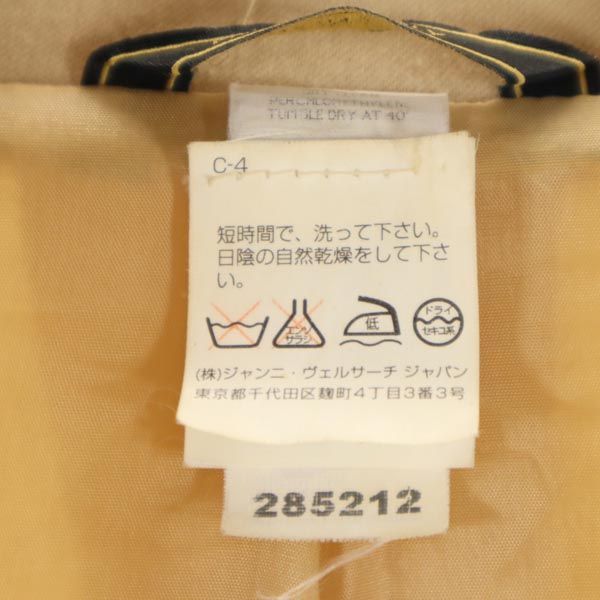 PERCHLOROETHYLENE
TUMBLE DRY AT 40°
C-4
短時間で、洗って下さい。
日陰の自然乾燥をして下さ
い。
エンソ
サラシ
低
ドライ
セキユ系
(株)ジャンニ・ヴェルサーチ ジャパン
東京都千代田区麹町4丁目3番3号
285212